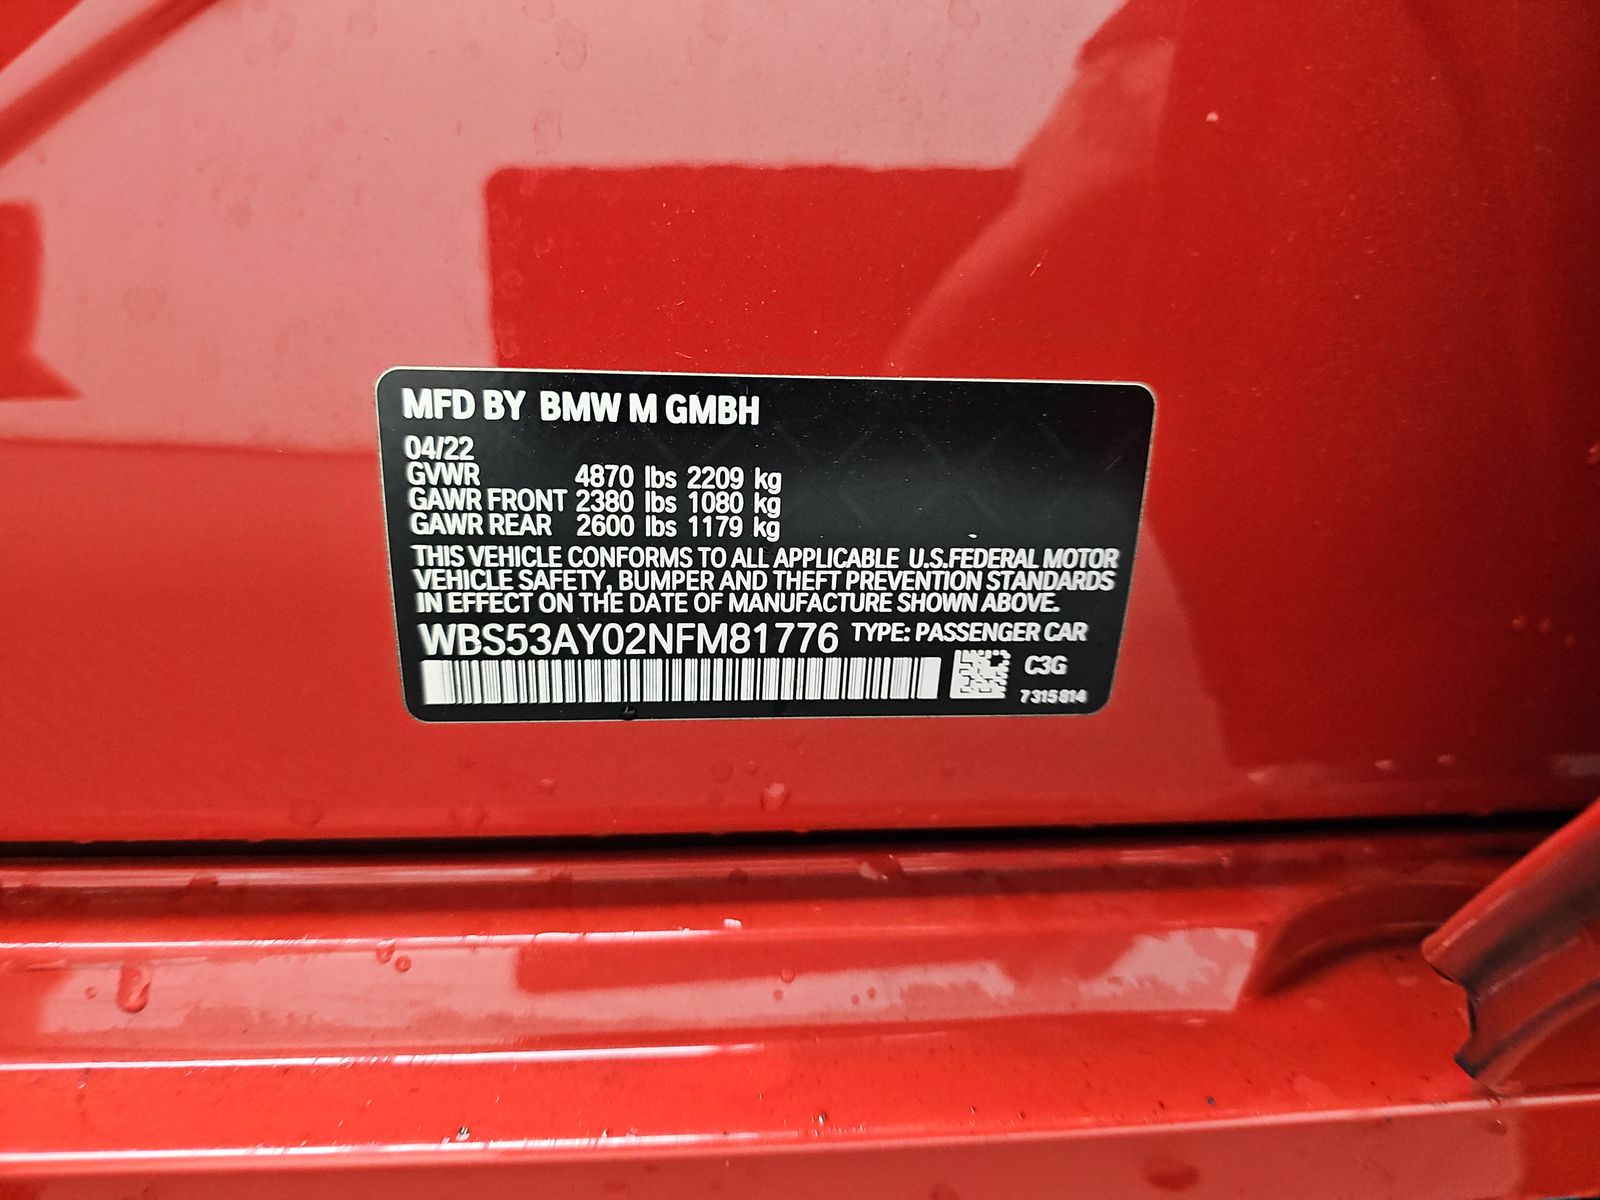 MFD BY BMW M GMBH
04/22
GVWR 4870 lbs 2209 kg
GAWR FRONT 2380 lbs 1080 kg
GAWR REAR 2600 lbs 1179 kg
THIS VEHICLE CONFORMS TO ALL APPLICABLE U.S.FEDERAL MOTOR
VEHICLE SAFETY, BUMPER AND THEFT PREVENTION STANDARDS
IN EFFECT ON THE DATE OF MANUFACTURE SHOWN ABOVE.
WBS53AY02NFM81776 TYPE: PASSENGER CAR
C3G
7315814